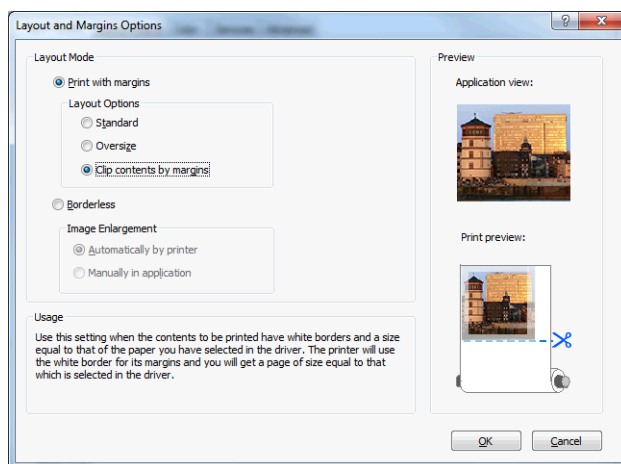 Layout and Margins Options
Layout Mode
Print with margins
Layout Options
Standard
Oversize
Clip contents by margins
Borderless
Image Enlargement
Automatically by printer
Manually in application
Usage
Use this setting when the contents to be printed have white borders and a size
equal to that of the paper you have selected in the driver. The printer will use
the white border for its margins and you will get a page of size equal to that
which is selected in the driver.
Preview
Application view:
Print preview:
OK
Cancel